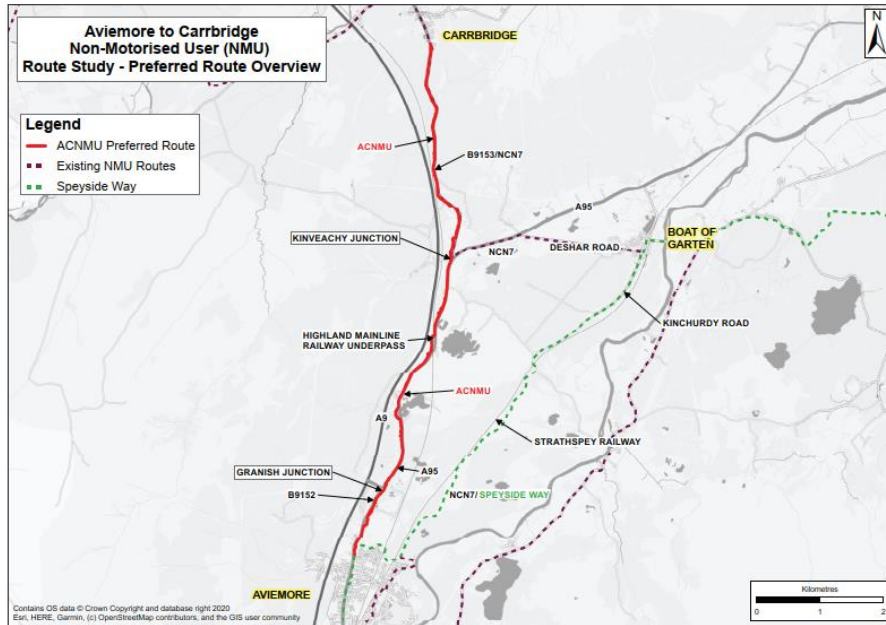 Aviemore to Carrbridge
Non-Motorised User (NMU)
Route Study - Preferred Route Overview
CARRBRIDGE
N
Legend
ACNMU Preferred Route
Existing NMU Routes
Speyside Way
ACNMU
B9153/NCN7
A95
KINVEACHY JUNCTION
NCN7
DESHAR ROAD
BOAT OF
GARTEN
HIGHLAND MAINLINE
RAILWAY UNDERPASS
KINCHURDY ROAD
ACNMU
A9
STRATHSPEY RAILWAY
GRANISH JUNCTION
A95
B9152
NCN7/SPEYSIDE WAY
AVIEMORE
Kilometres
0 1 2
Contains OS data © Crown Copyright and database right 2020
Esri, HERE, Garmin, (c) OpenStreetMap contributors, and the GIS user community